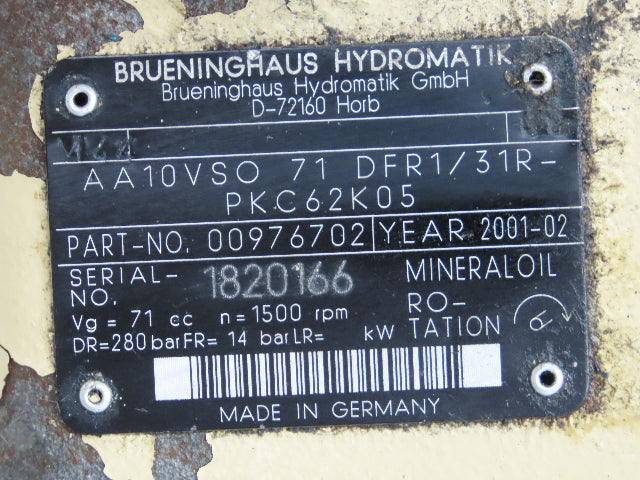 BRUENINGHAUS HYDROMATIK
Brueninghaus Hydromatik GmbH
D-72160 Horb
AA10VSO 71 DFR1/31R-
PKC62K05
PART-NO. 00976702 YEAR 2001-02
SERIAL-NO. 1820166 MINERALOIL
Vg = 71 cc n = 1500 rpm RO-
DR=280 bar FR= 14 bar LR= kW TATION
MADE IN GERMANY